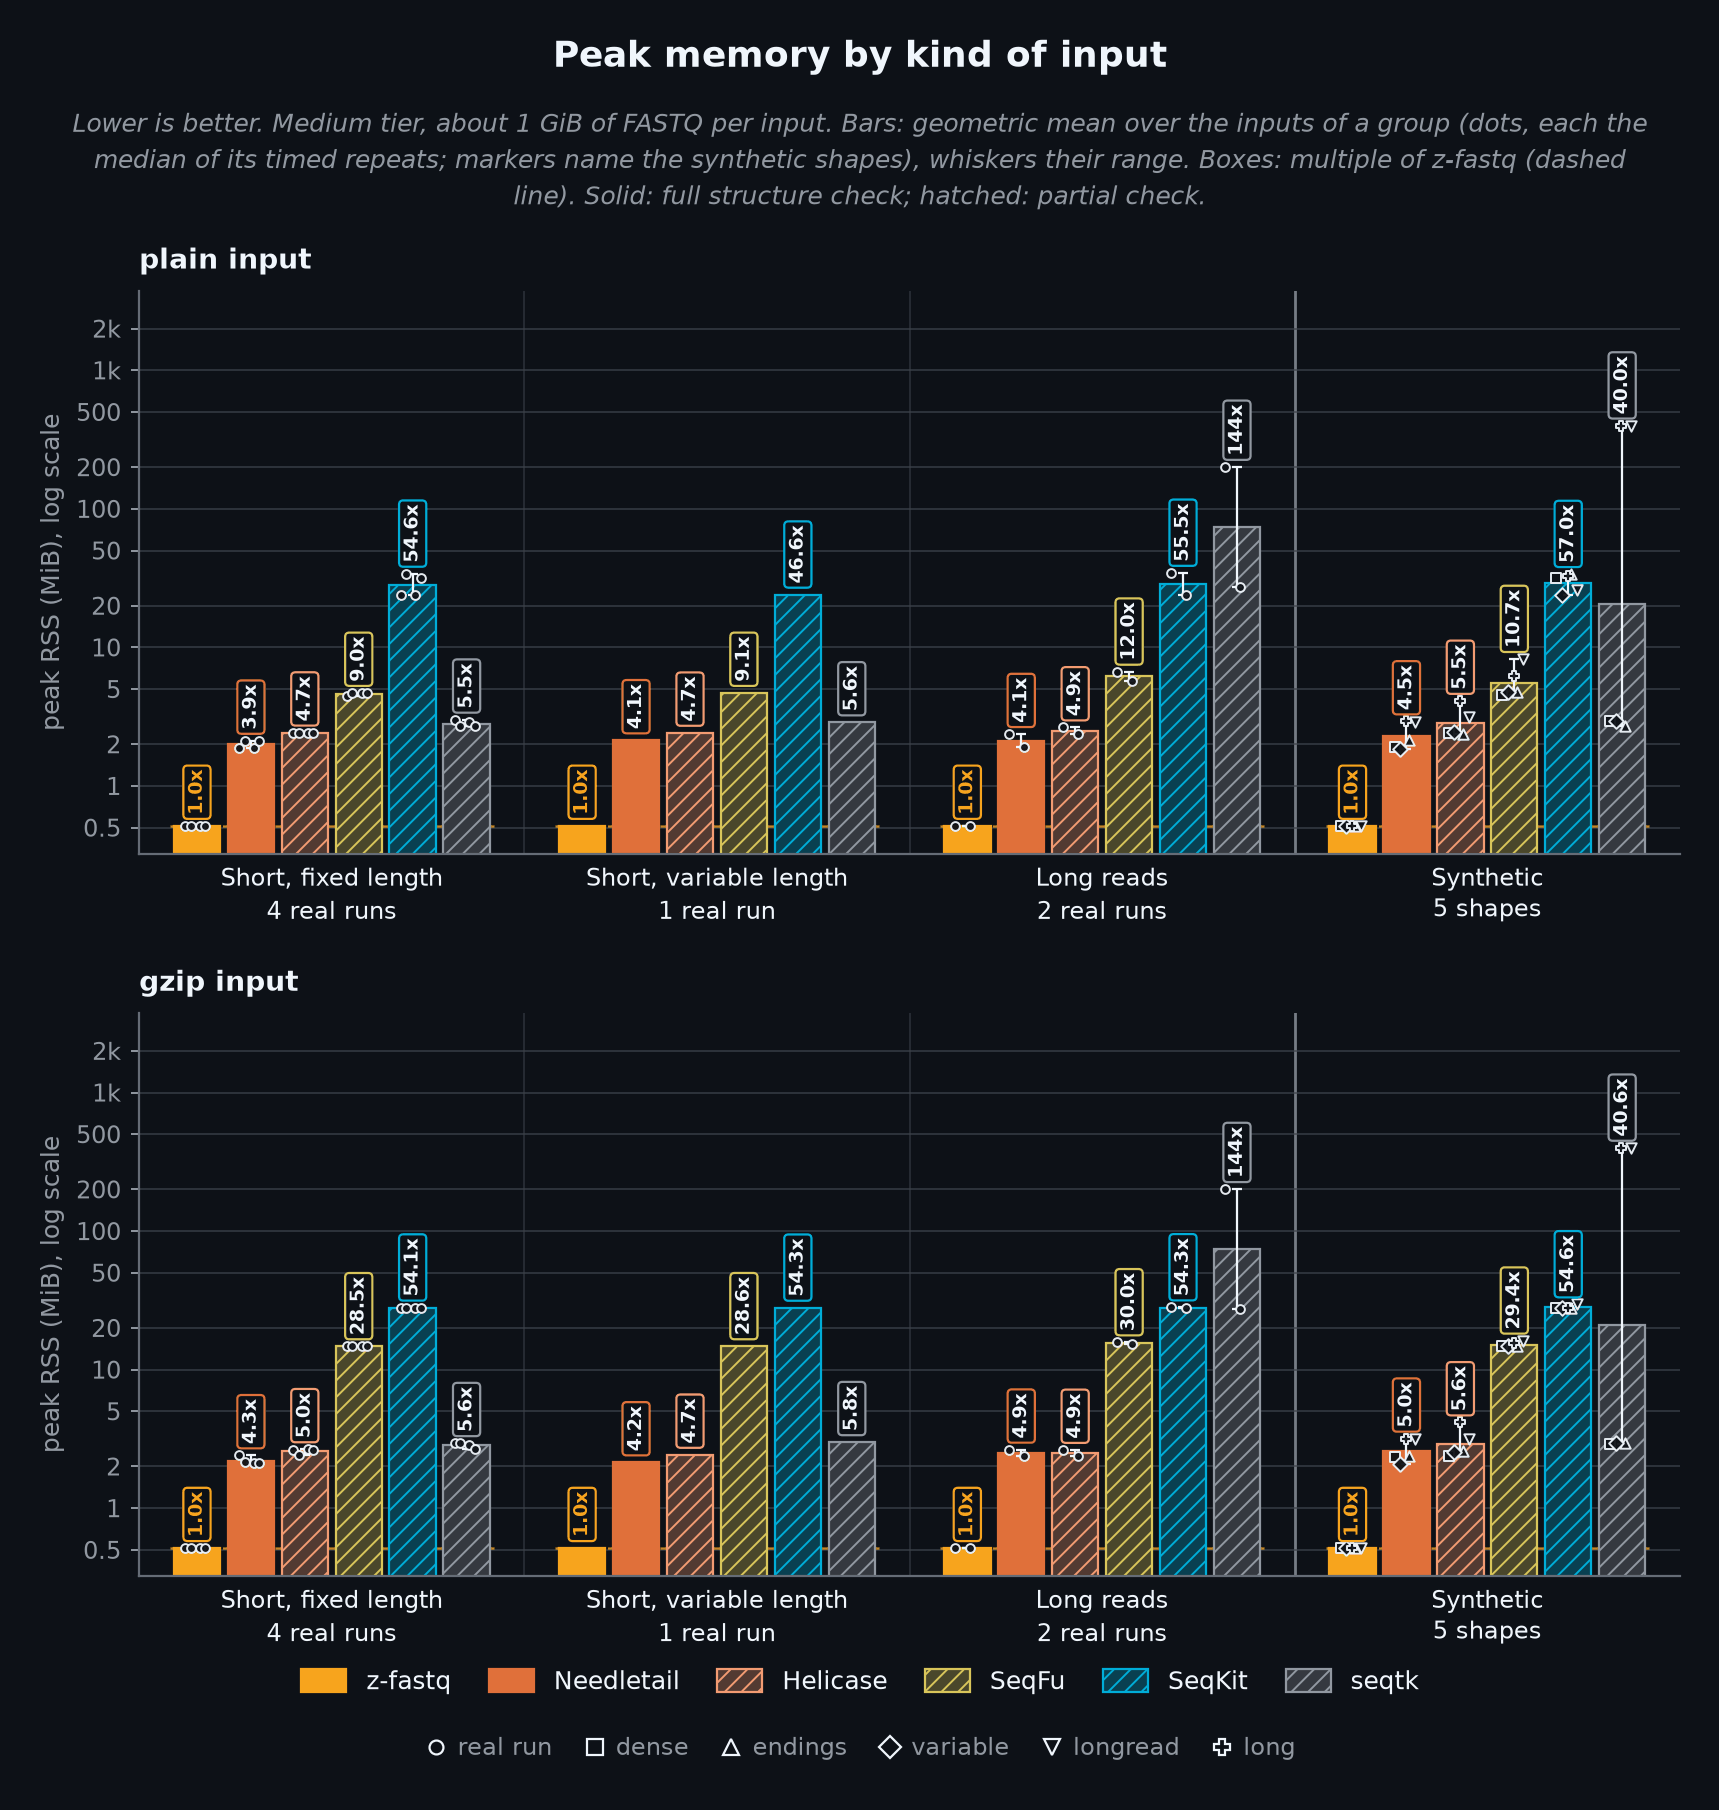 Peak memory by kind of input
Lower is better. Medium tier, about 1 GiB of FASTQ per input. Bars: geometric mean over the inputs of a group (dots, each the
median of its timed repeats; markers name the synthetic shapes), whiskers their range. Boxes: multiple of z-fastq (dashed
line). Solid: full structure check; hatched: partial check.
plain input
peak RSS (MiB), log scale
2k
1k
500
200
100
50
20
10
5
2
1
0.5
1.0x
3.9x
4.7x
9.0x
54.6x
5.5x
1.0x
4.1x
4.7x
9.1x
46.6x
5.6x
1.0x
4.1x
4.9x
12.0x
55.5x
144x
1.0x
4.5x
5.5x
10.7x
57.0x
40.0x
Short, fixed length
4 real runs
Short, variable length
1 real run
Long reads
2 real runs
Synthetic
5 shapes
gzip input
peak RSS (MiB), log scale
2k
1k
500
200
100
50
20
10
5
2
1
0.5
1.0x
4.3x
5.0x
28.5x
54.1x
5.6x
1.0x
4.2x
4.7x
28.6x
54.3x
5.8x
1.0x
4.9x
4.9x
30.0x
54.3x
144x
1.0x
5.0x
5.6x
29.4x
54.6x
40.6x
Short, fixed length
4 real runs
Short, variable length
1 real run
Long reads
2 real runs
Synthetic
5 shapes
z-fastq
Needletail
Helicase
SeqFu
SeqKit
seqtk
real run
dense
endings
variable
longread
long